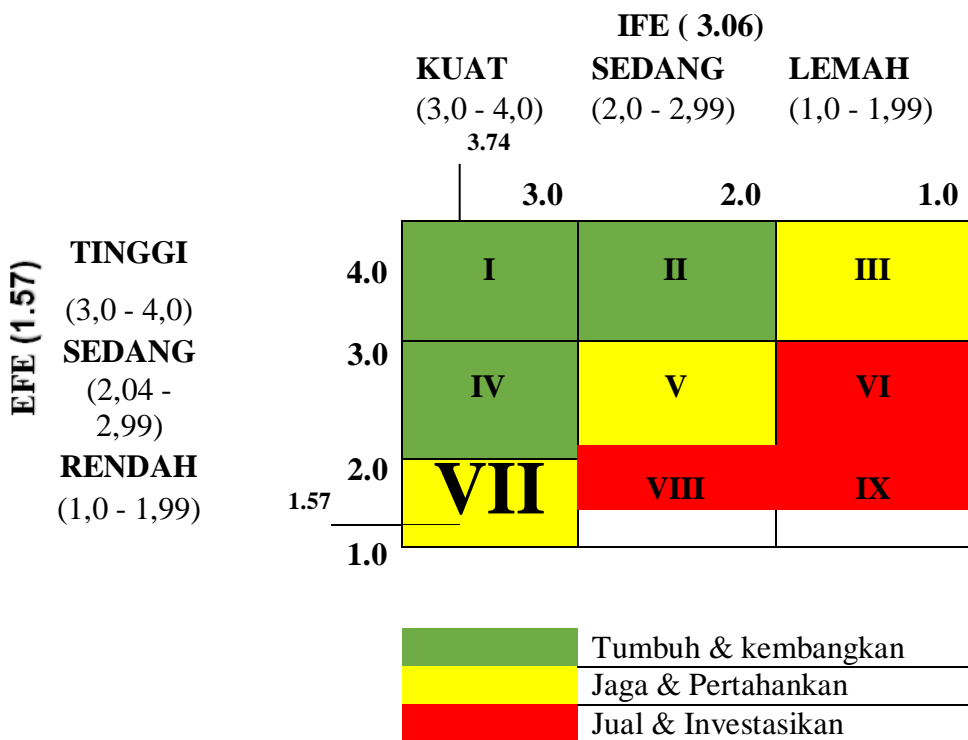 IFE ( 3.06)
KUAT SEDANG LEMAH
(3,0 - 4,0) (2,0 - 2,99) (1,0 - 1,99)
3.74
3.0 2.0 1.0
EFE (1.57)
TINGGI
(3,0 - 4,0)
4.0 I II III
SEDANG
(2,04 -
2,99)
3.0 IV V VI
RENDAH
(1,0 - 1,99)
2.0 VII VIII IX
1.57
1.0
Tumbuh & kembangkan
Jaga & Pertahankan
Jual & Investasikan